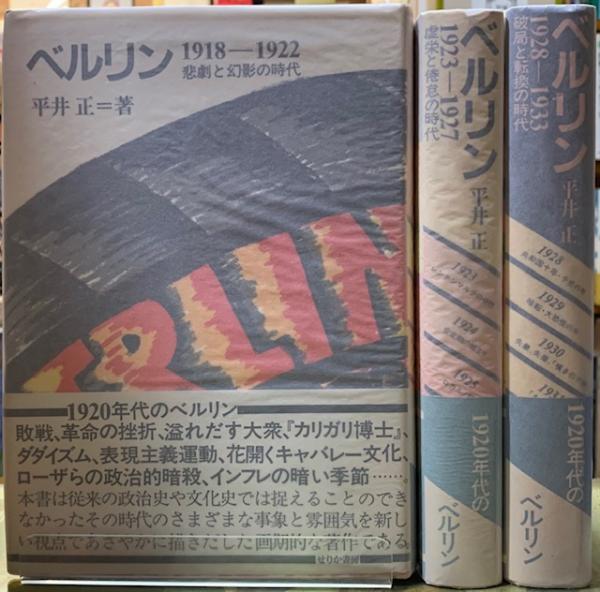 ベルリン
1918—1922
悲劇と幻影の時代
平井 正＝著
RLIN
1920年代のベルリン
敗戦、革命の挫折、溢れだす大衆、『カリガリ博士』、
ダダイズム、表現主義運動、花開くキャバレー文化、
ローザらの政治的暗殺、インフレの暗い季節……。
本書は従来の政治史や文化史では捉えることのでき
なかったその時代のさまざまな事象と雰囲気を新し
い視点であざやかに描きだした画期的な著作である。
せりか書房
ベルリン
1923—1927
虚栄と倦怠の時代
平井 正
1923
1924
1925
1920年代の
ベルリン
ベルリン
1928—1933
破局と転換の時代
平井 正
1928
1929
1930
1920年代の
ベルリン